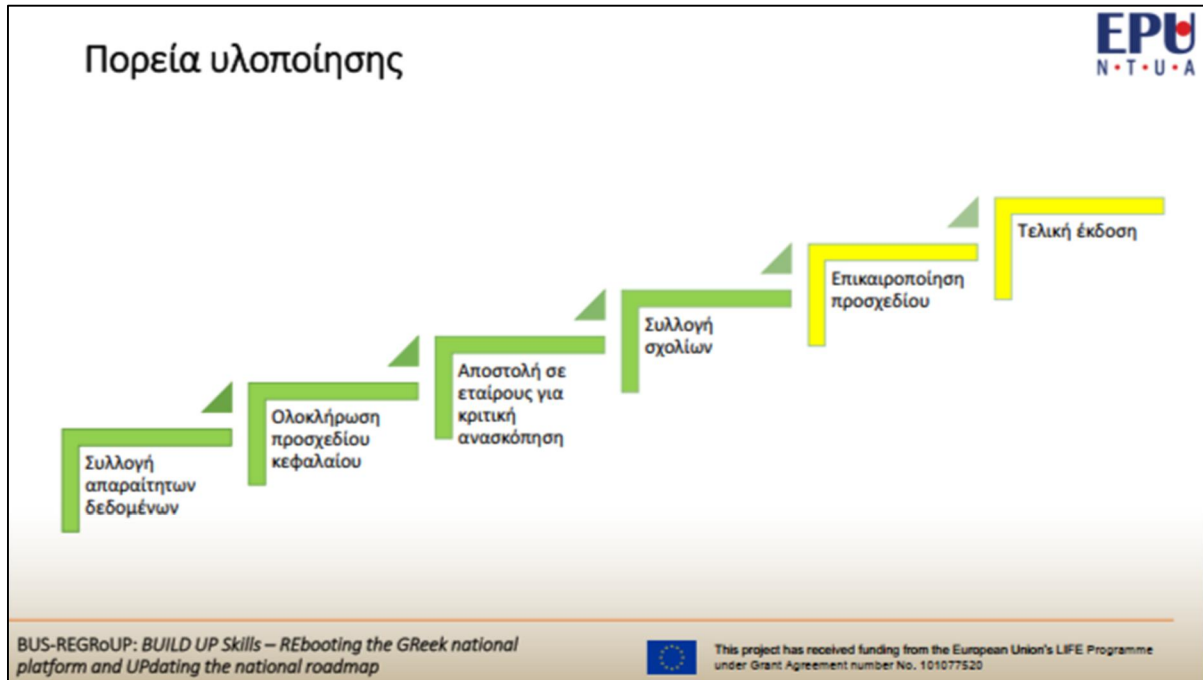 Πορεία υλοποίησης
EPU
N•T•U•A
Συλλογή
απαραίτητων
δεδομένων
Ολοκλήρωση
προσχεδίου
κεφαλαίου
Αποστολή σε
εταίρους για
κριτική
ανασκόπηση
Συλλογή
σχολίων
Επικαιροποίηση
προσχεδίου
Τελική έκδοση
BUS-REGRoUP: BUILD UP Skills – REbooting the GReek national
platform and UPdating the national roadmap
This project has received funding from the European Union's LIFE Programme
under Grant Agreement number No. 101077520